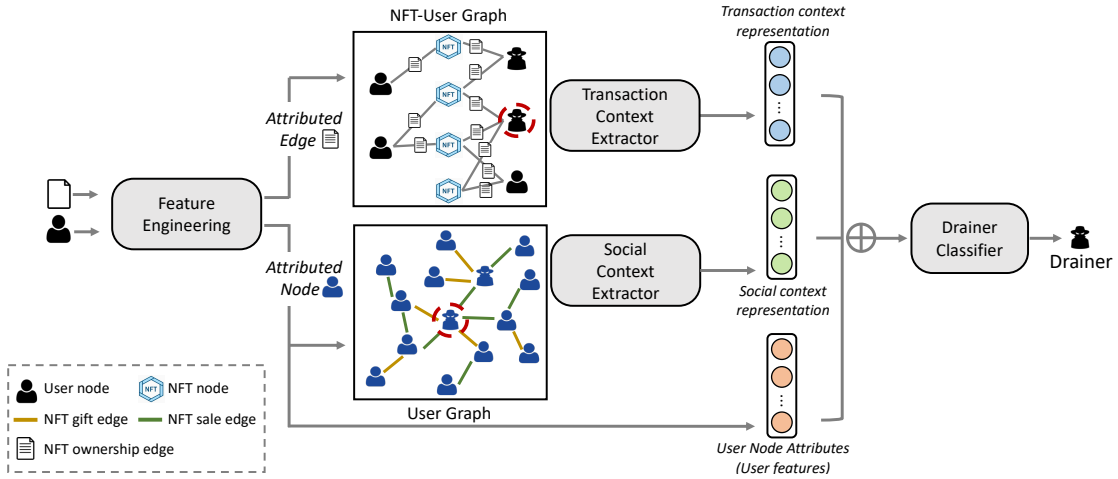 NFT-User Graph
Transaction context
representation
NFT
NFT
NFT
NFT
Attributed
Edge
Transaction
Context
Extractor
Feature
Engineering
Attributed
Node
Social
Context
Extractor
Drainer
Classifier
Drainer
Social context
representation
User Graph
User node
NFT
NFT node
NFT gift edge
NFT sale edge
NFT ownership edge
User Node Attributes
(User features)